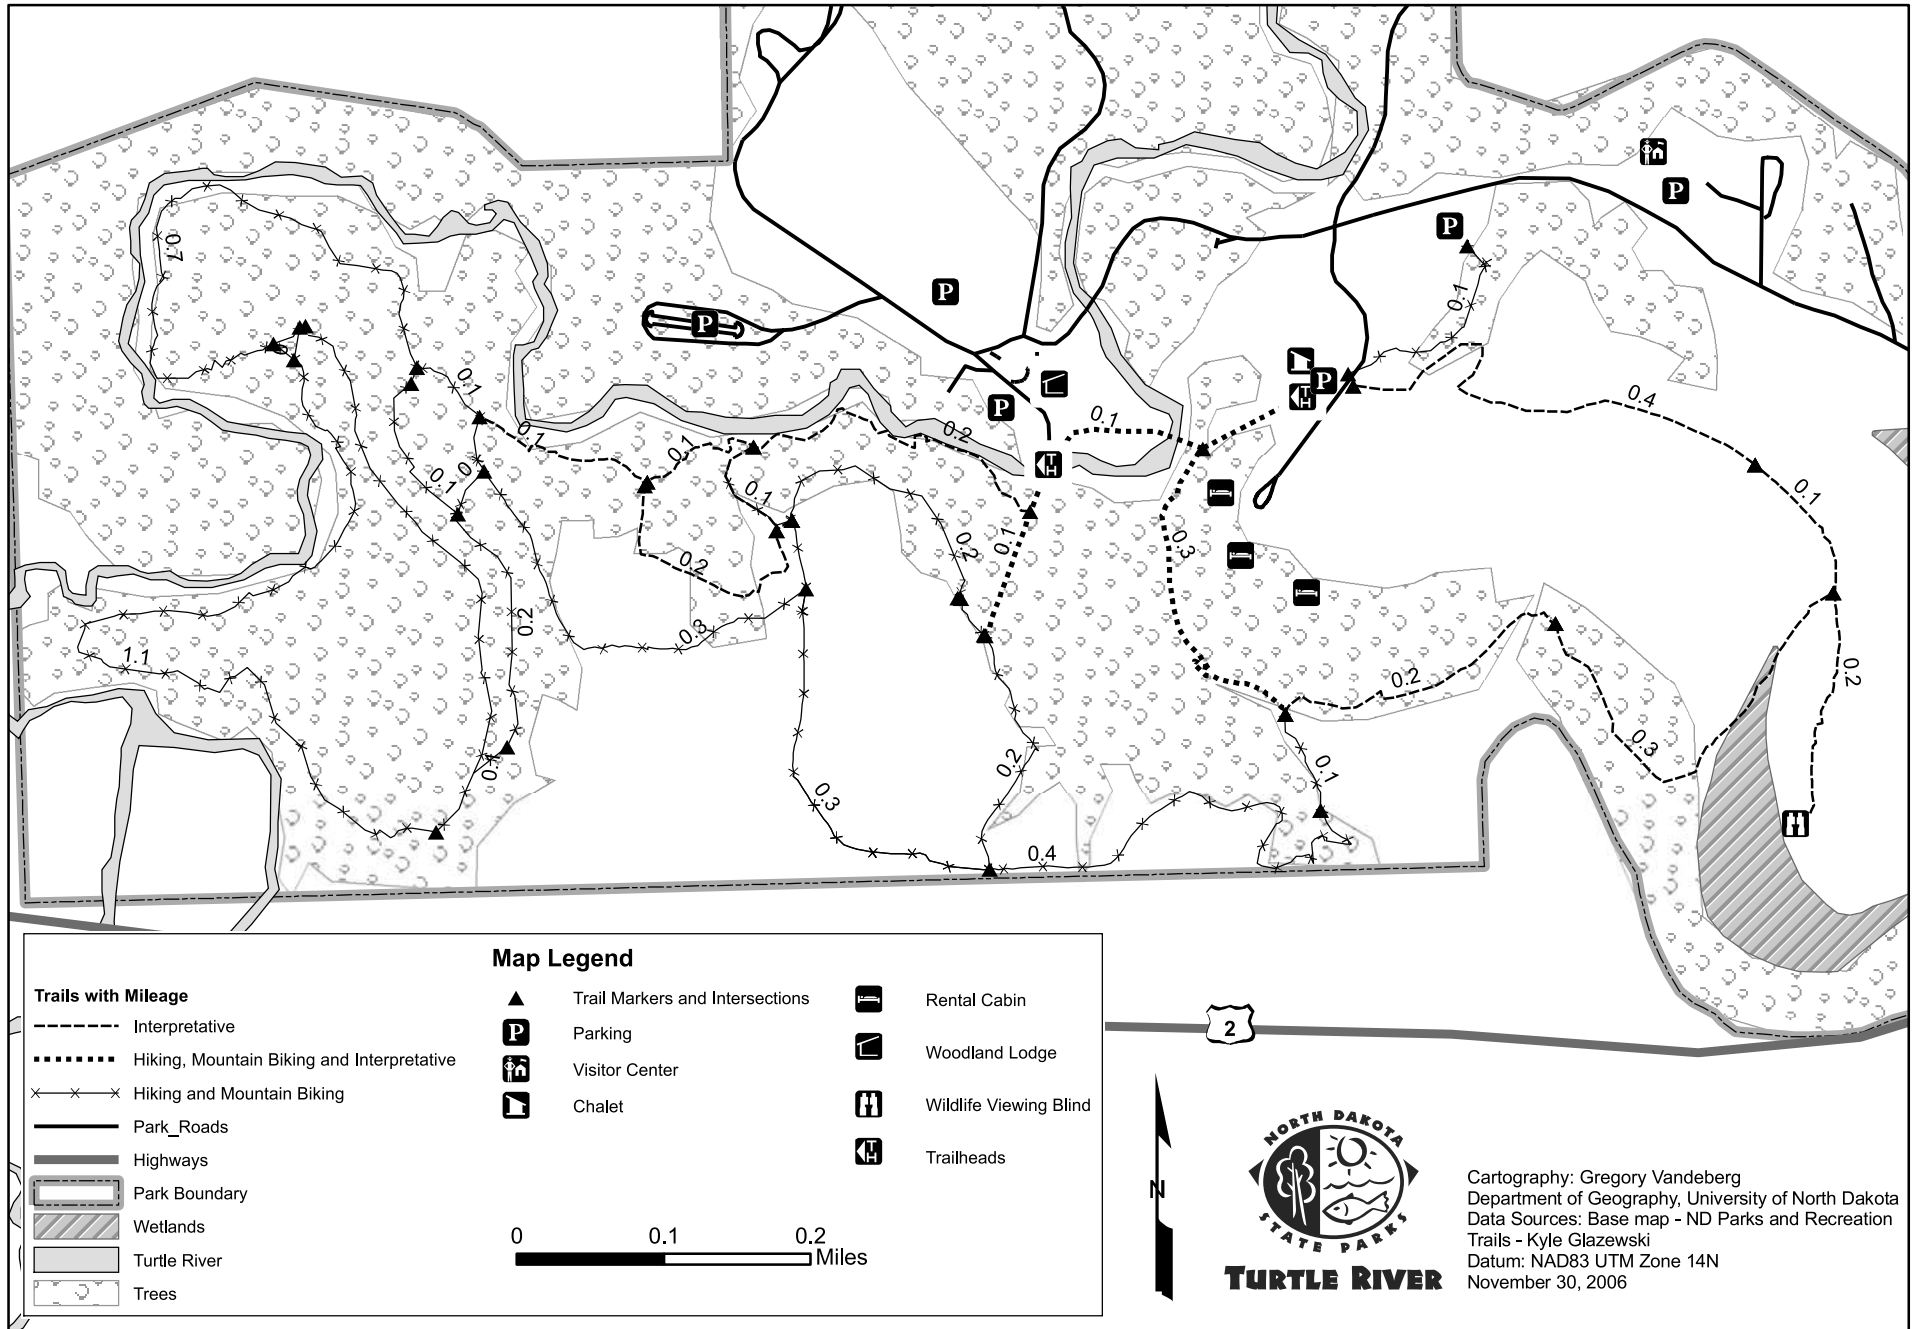 P
P
0.7
0.1
P
P
0.1
0.4
P
0.1
P
0.1
0.1
0.2
0.1
TH
TH
0.1
0.1
0.1
0.1
0.2
0.1
0.3
0.2
0.2
0.3
0.2
0.2
0.3
1.1
0.2
0.3
0.1
0.3
0.4
Map Legend
Trails with Mileage
Interpretative
Hiking, Mountain Biking and Interpretative
Hiking and Mountain Biking
Park_Roads
Highways
Park Boundary
Wetlands
Turtle River
Trees
Trail Markers and Intersections
P Parking
Visitor Center
Chalet
Rental Cabin
Woodland Lodge
Wildlife Viewing Blind
TH Trailheads
0 0.1 0.2
Miles
2
N
NORTH DAKOTA
STATE PARKS
TURTLE RIVER
Cartography: Gregory Vandeberg
Department of Geography, University of North Dakota
Data Sources: Base map - ND Parks and Recreation
Trails - Kyle Glazewski
Datum: NAD83 UTM Zone 14N
November 30, 2006